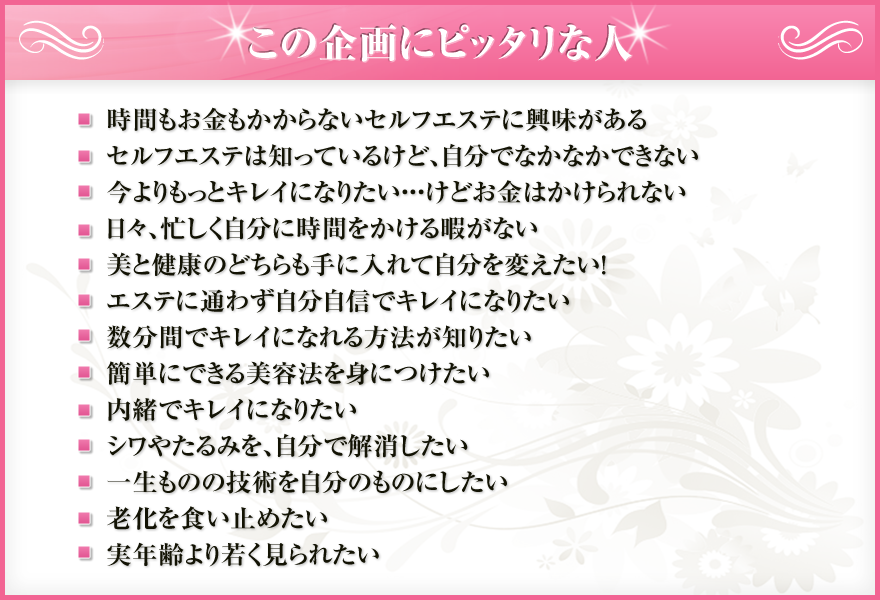 この企画にピッタリな人
時間もお金もかからないセルフエステに興味がある
セルフエステは知っているけど、自分でなかなかできない
今よりもっとキレイになりたい…けどお金はかけられない
日々、忙しく自分に時間をかける暇がない
美と健康のどちらも手に入れて自分を変えたい!
エステに通わず自分自信でキレイになりたい
数分間でキレイになれる方法が知りたい
簡単にできる美容法を身につけたい
内緒でキレイになりたい
シワやたるみを、自分で解消したい
一生ものの技術を自分のものにしたい
老化を食い止めたい
実年齢より若く見られたい